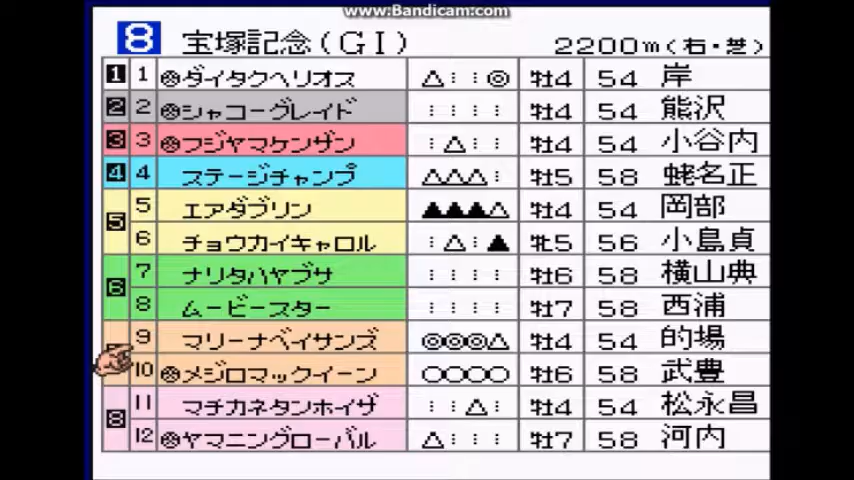 www.Bandicam.com
8 宝塚記念(GI) 2200m(右・芝)
1 1 ◎ダイタクヘリオス △::◎ 牡4 54 岸
2 2 ◎シャコーグレイド :::: 牡4 54 熊沢
3 3 ◎フジヤマケンザン :△:: 牡4 54 小谷内
4 4 ステージチャンプ △△△: 牡5 58 蛯名正
5 5 エアダブリン ▲▲▲△ 牡4 54 岡部
6 チョウカイキャロル :△:▲ 牝5 56 小島貞
6 7 ナリタハヤブサ :::: 牡6 58 横山典
8 ムービースター :::: 牡7 58 西浦
9 マリーナベイサンズ ◎◎◎△ 牡4 54 的場
10 ◎メジロマックイーン ○○○○ 牡6 58 武豊
8 11 マチカネタンホイザ ::△: 牡4 54 松永昌
12 ◎ヤマニングローバル △::: 牡7 58 河内